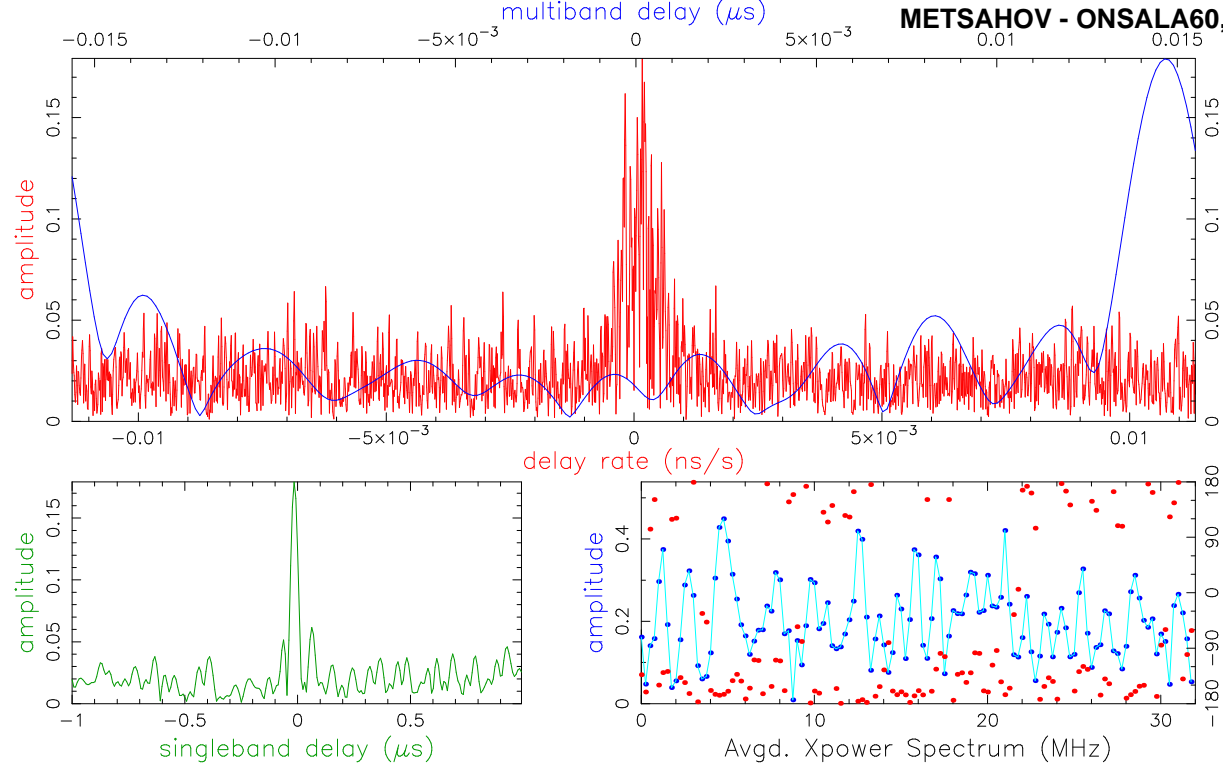 multiband delay (μs)
METSAHOV - ONSALA60,
−0.015 −0.01 −5×10⁻³ 0 5×10⁻³ 0.01 0.015
amplitude
0 0.05 0.1 0.15
0 0.05 0.1 0.15
−0.01 −5×10⁻³ 0 5×10⁻³ 0.01
delay rate (ns/s)
amplitude
0 0.05 0.1 0.15
−1 −0.5 0 0.5
singleband delay (μs)
amplitude
0 0.2 0.4
−180 −90 0 90 180
0 10 20 30
Avgd. Xpower Spectrum (MHz)